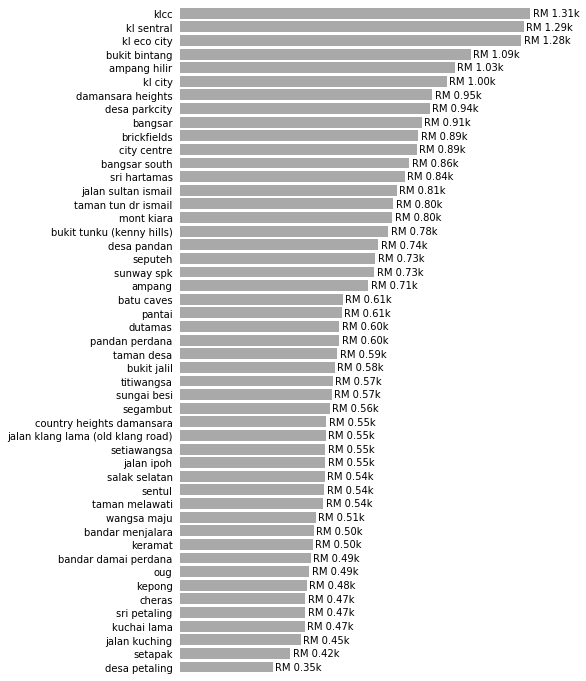 klcc RM 1.31k
kl sentral RM 1.29k
kl eco city RM 1.28k
bukit bintang RM 1.09k
ampang hilir RM 1.03k
kl city RM 1.00k
damansara heights RM 0.95k
desa parkcity RM 0.94k
bangsar RM 0.91k
brickfields RM 0.89k
city centre RM 0.89k
bangsar south RM 0.86k
sri hartamas RM 0.84k
jalan sultan ismail RM 0.81k
taman tun dr ismail RM 0.80k
mont kiara RM 0.80k
bukit tunku (kenny hills) RM 0.78k
desa pandan RM 0.74k
seputeh RM 0.73k
sunway spk RM 0.73k
ampang RM 0.71k
batu caves RM 0.61k
pantai RM 0.61k
dutamas RM 0.60k
pandan perdana RM 0.60k
taman desa RM 0.59k
bukit jalil RM 0.58k
titiwangsa RM 0.57k
sungai besi RM 0.57k
segambut RM 0.56k
country heights damansara RM 0.55k
jalan klang lama (old klang road) RM 0.55k
setiawangsa RM 0.55k
jalan ipoh RM 0.55k
salak selatan RM 0.54k
sentul RM 0.54k
taman melawati RM 0.54k
wangsa maju RM 0.51k
bandar menjalara RM 0.50k
keramat RM 0.50k
bandar damai perdana RM 0.49k
oug RM 0.49k
kepong RM 0.48k
cheras RM 0.47k
sri petaling RM 0.47k
kuchai lama RM 0.47k
jalan kuching RM 0.45k
setapak RM 0.42k
desa petaling RM 0.35k